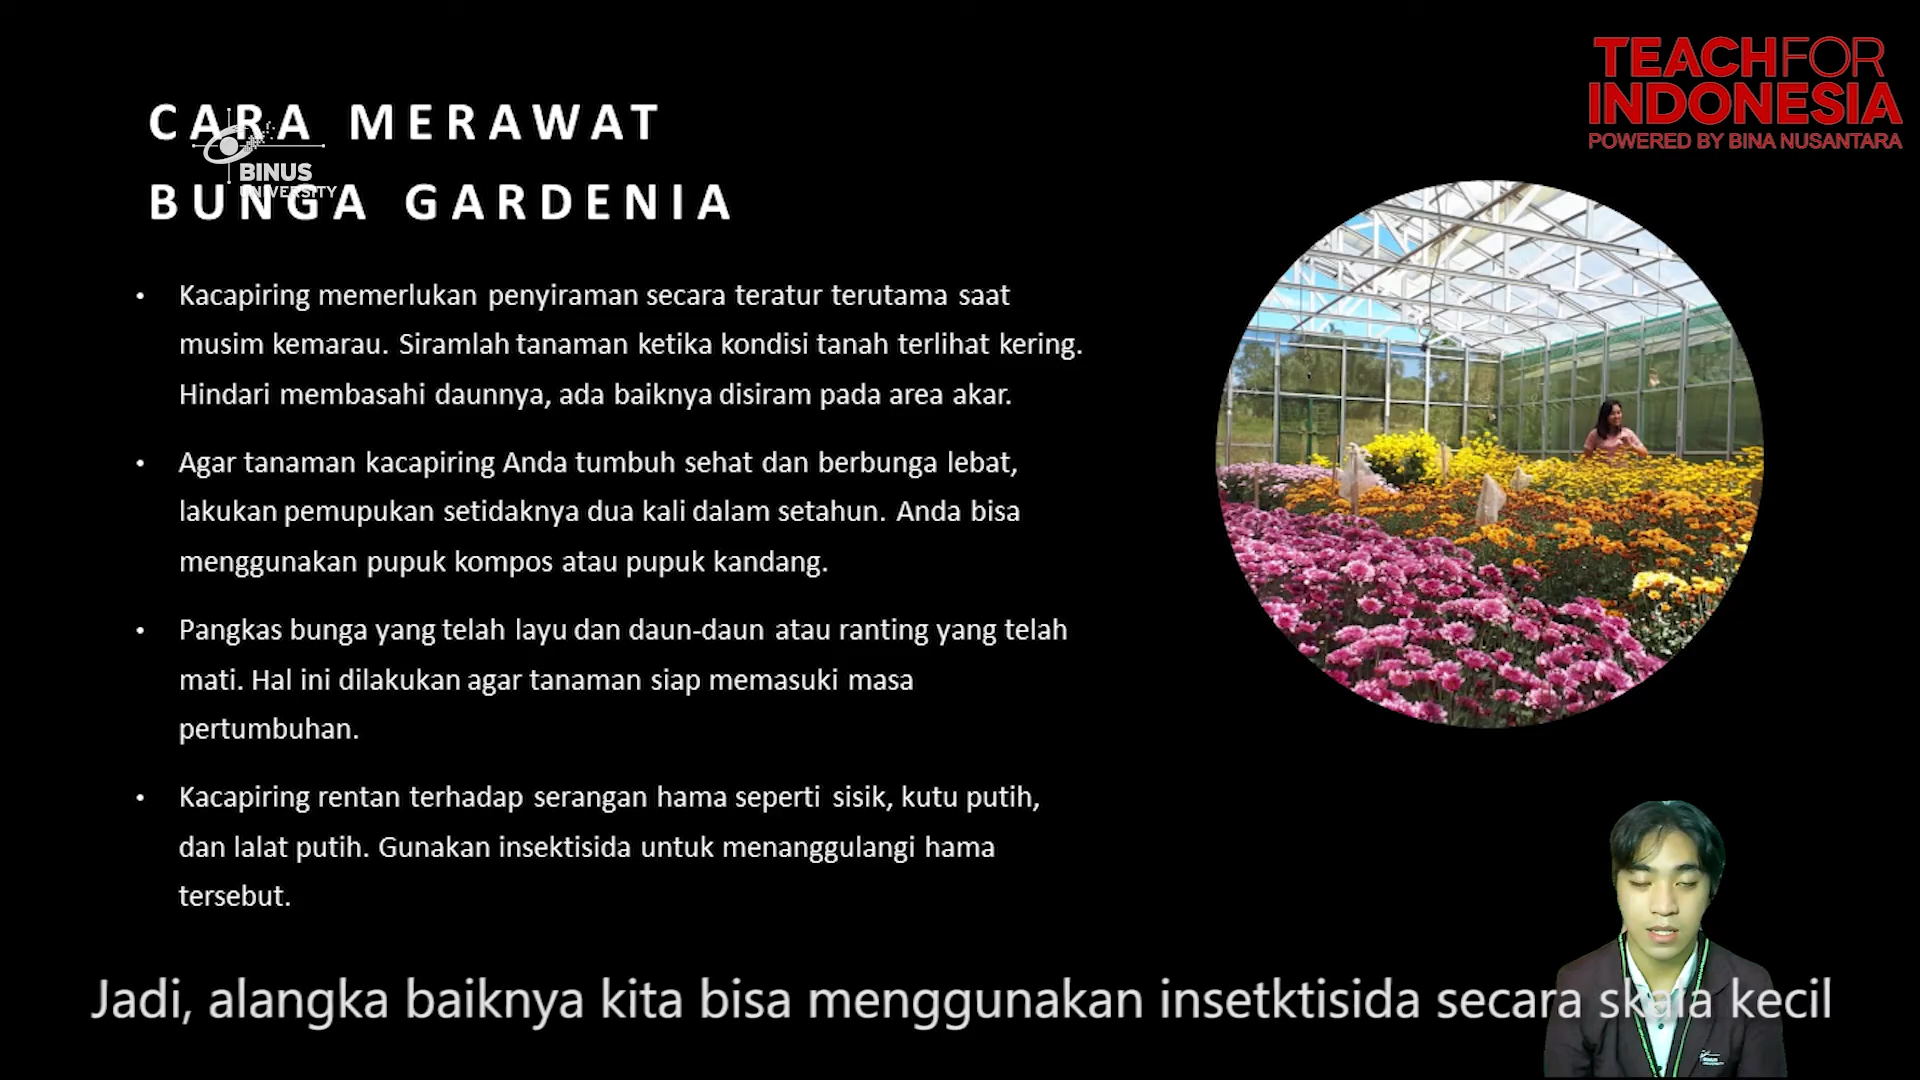 TEACHFOR
INDONESIA
POWERED BY BINA NUSANTARA
CARA MERAWAT
BINUS
UNIVERSITY
BUNGA GARDENIA
• Kacapiring memerlukan penyiraman secara teratur terutama saat
musim kemarau. Siramlah tanaman ketika kondisi tanah terlihat kering.
Hindari membasahi daunnya, ada baiknya disiram pada area akar.
• Agar tanaman kacapiring Anda tumbuh sehat dan berbunga lebat,
lakukan pemupukan setidaknya dua kali dalam setahun. Anda bisa
menggunakan pupuk kompos atau pupuk kandang.
• Pangkas bunga yang telah layu dan daun-daun atau ranting yang telah
mati. Hal ini dilakukan agar tanaman siap memasuki masa
pertumbuhan.
• Kacapiring rentan terhadap serangan hama seperti sisik, kutu putih,
dan lalat putih. Gunakan insektisida untuk menanggulangi hama
tersebut.
Jadi, alangka baiknya kita bisa menggunakan insetktisida secara skala kecil